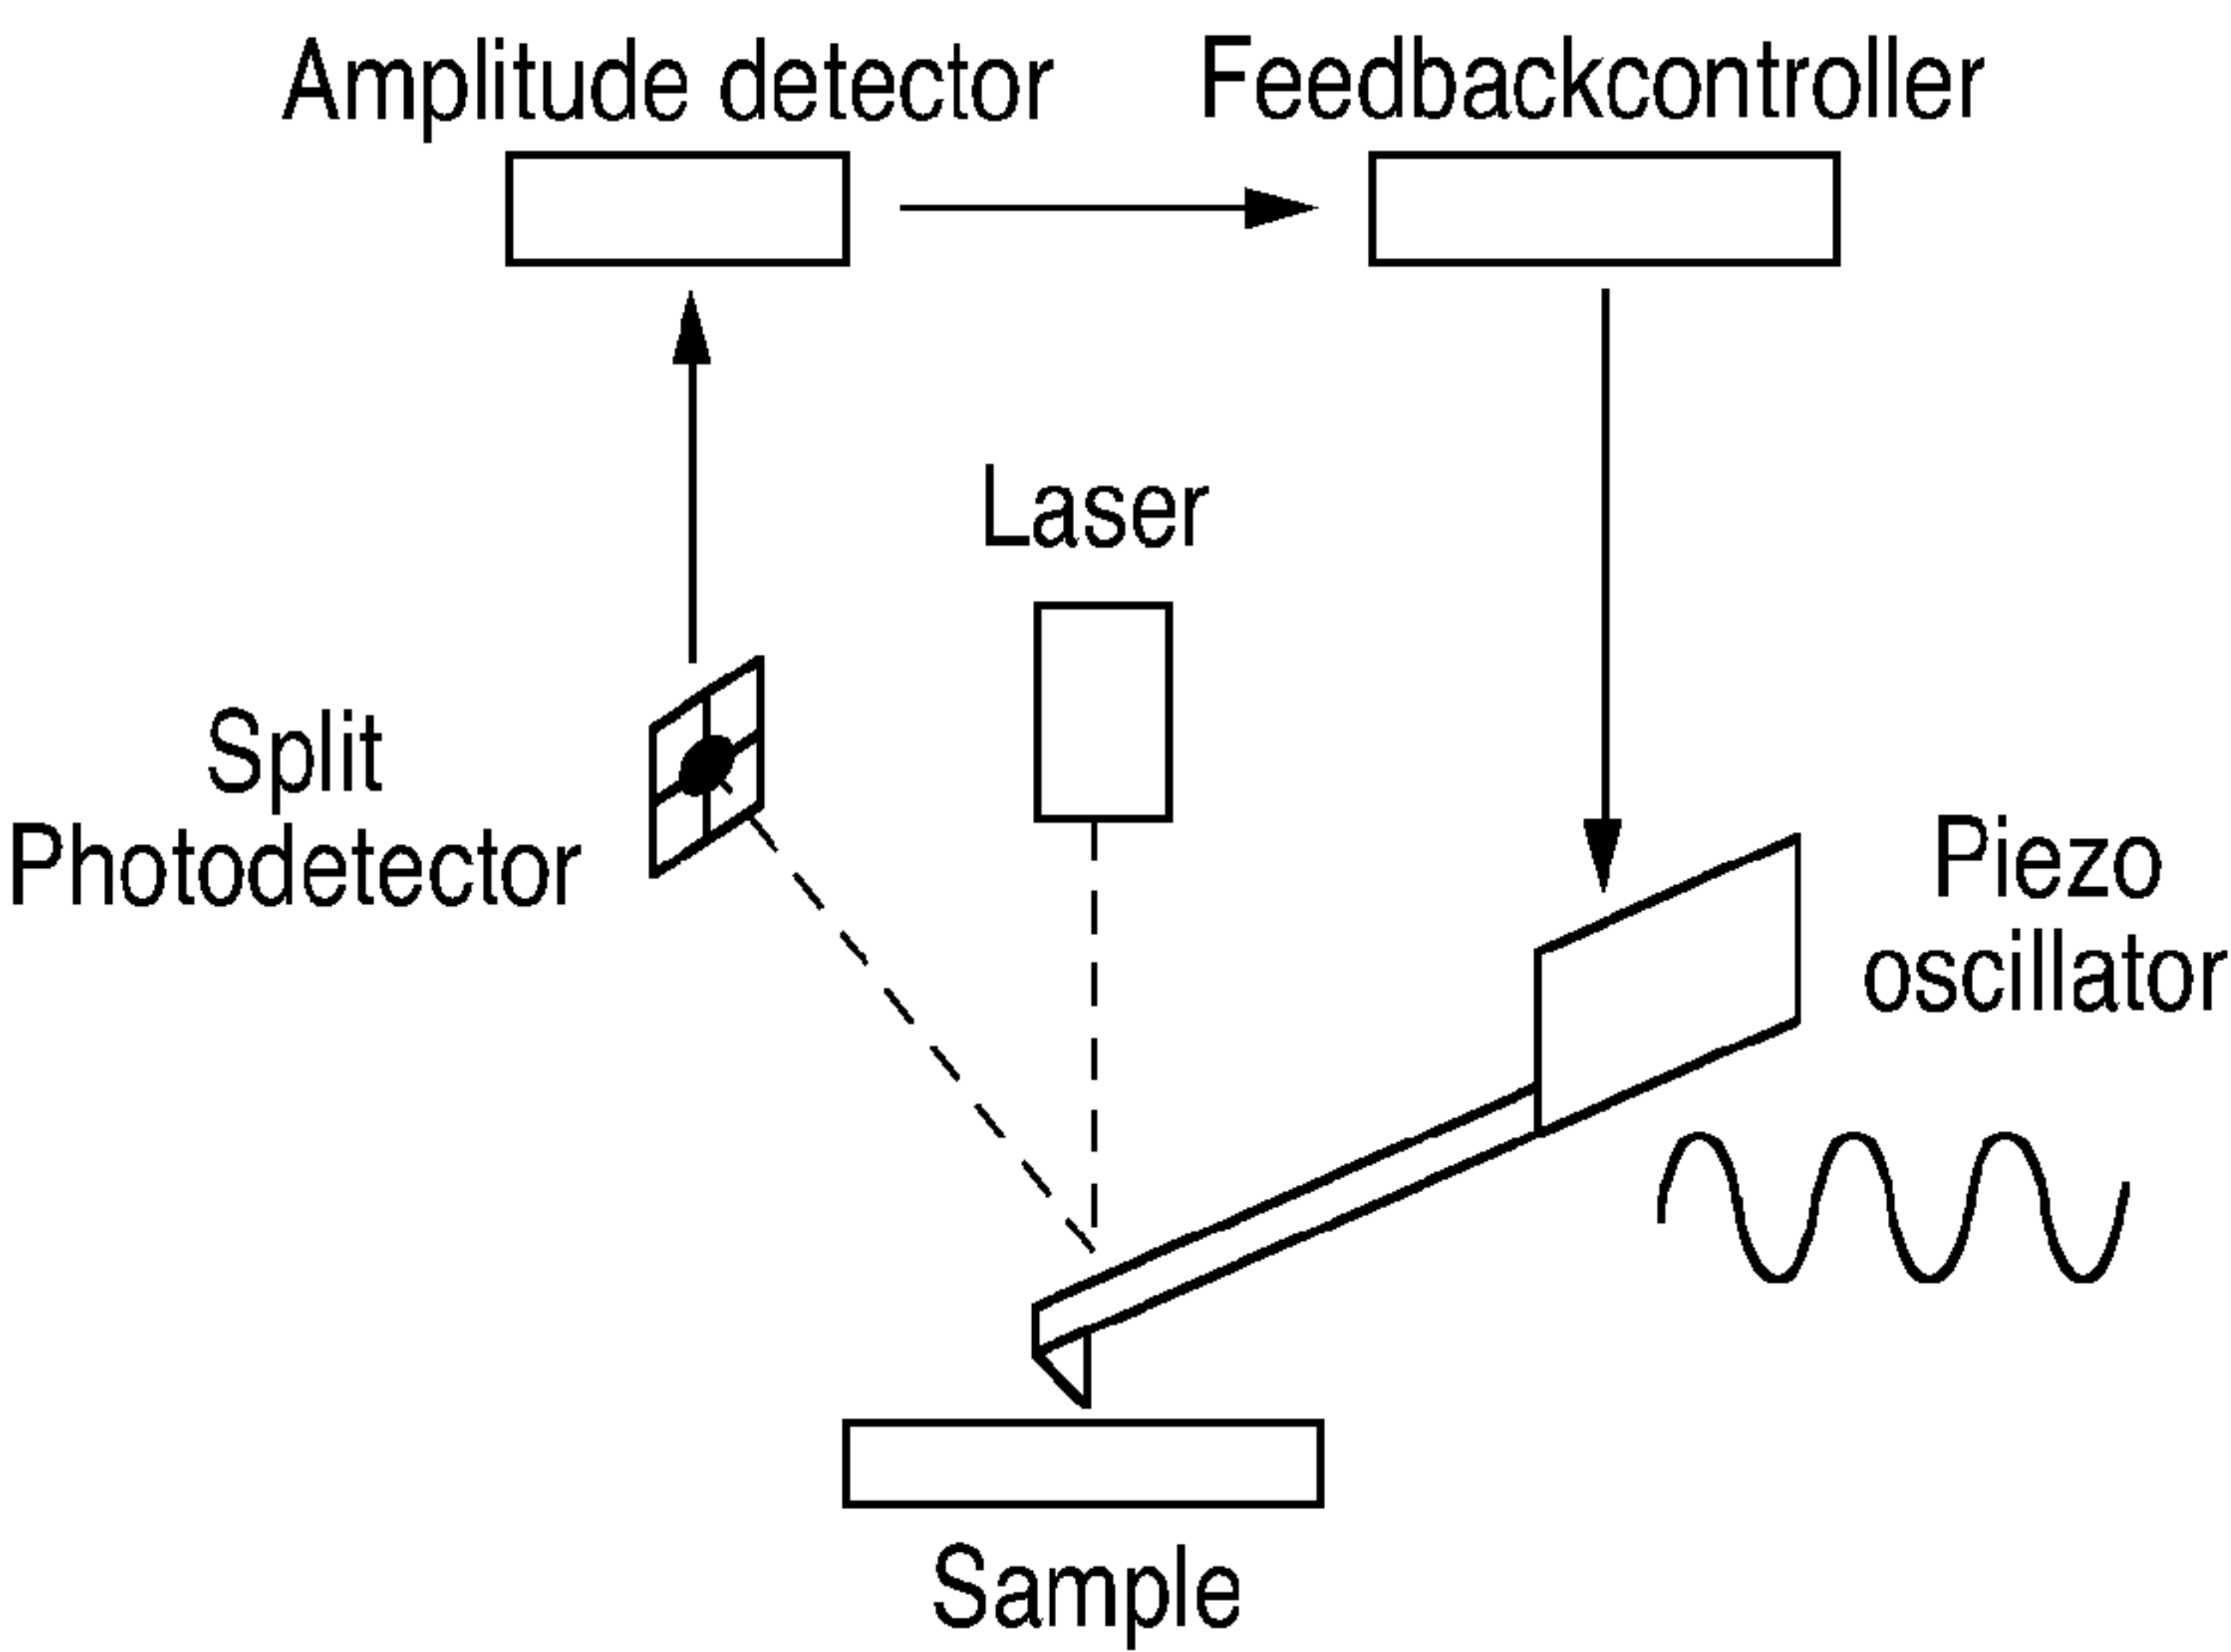 Amplitude detector
Feedbackcontroller
Laser
Split
Photodetector
Piezo
oscillator
Sample